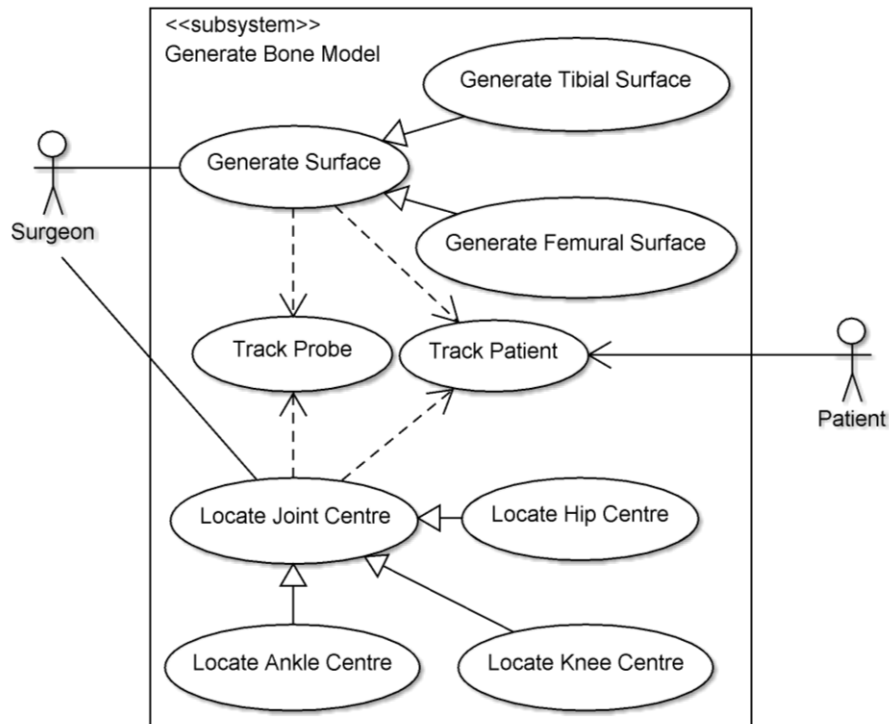 <<subsystem>>
Generate Bone Model
Generate Tibial Surface
Generate Surface
Surgeon
Generate Femural Surface
Track Probe
Track Patient
Patient
Locate Joint Centre
Locate Hip Centre
Locate Ankle Centre
Locate Knee Centre